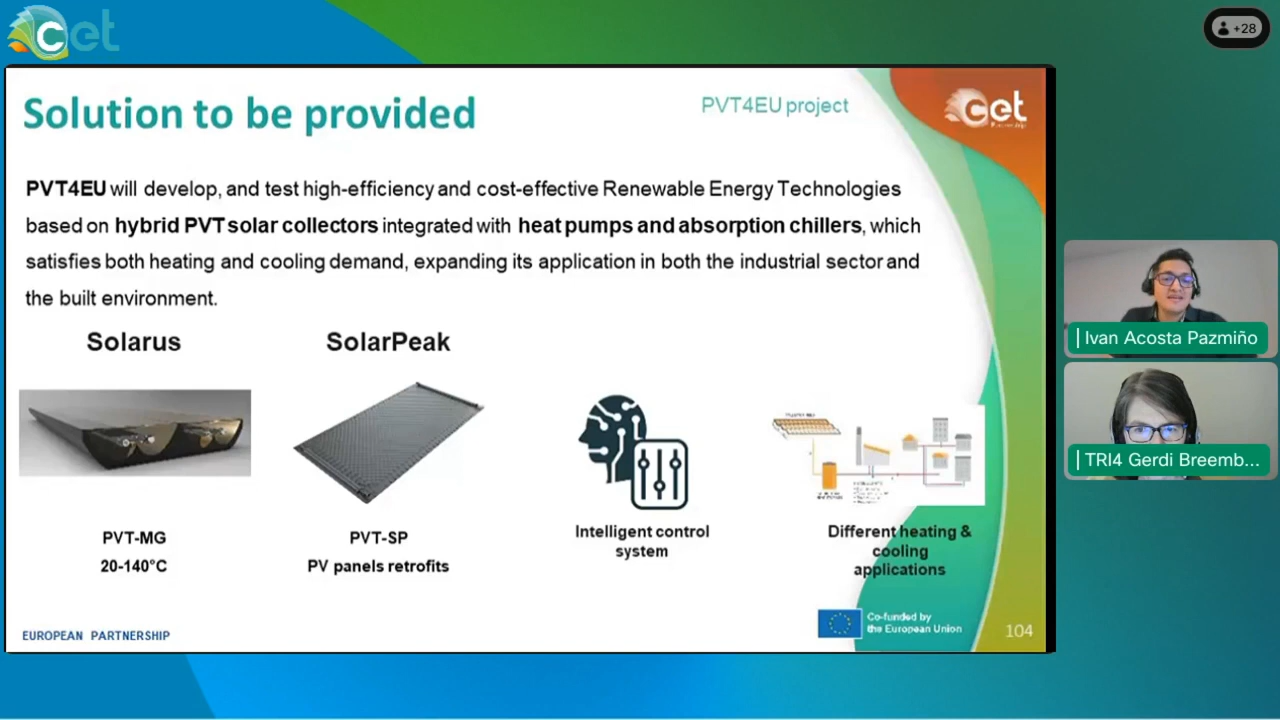 cet
+28
Solution to be provided
PVT4EU project
cet
PVT4EU will develop, and test high-efficiency and cost-effective Renewable Energy Technologies
based on hybrid PVT solar collectors integrated with heat pumps and absorption chillers, which
satisfies both heating and cooling demand, expanding its application in both the industrial sector and
the built environment.
Solarus
SolarPeak
PVT-MG
20-140°C
PVT-SP
PV panels retrofits
Intelligent control
system
Different heating &
cooling
applications
EUROPEAN PARTNERSHIP
Co-funded by
the European Union
104
Ivan Acosta Pazmiño
TRI4 Gerdi Breemb...